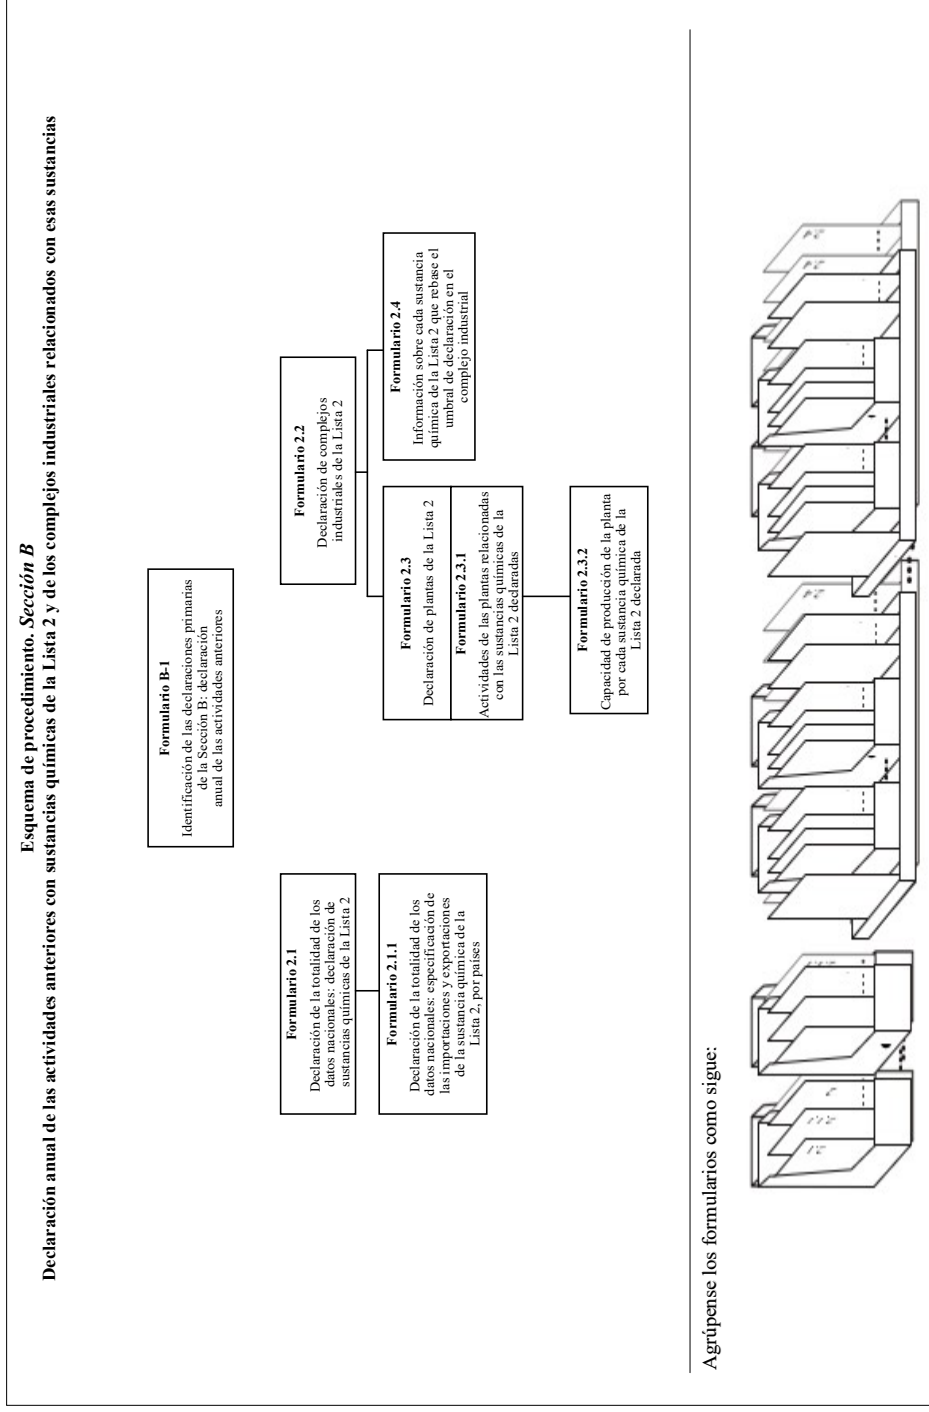 Esquema de procedimiento. Sección B
Declaración anual de las actividades anteriores con sustancias químicas de la Lista 2 y de los complejos industriales relacionados con esas sustancias
Formulario B-1
Identificación de las declaraciones primarias
de la Sección B: declaración
anual de las actividades anteriores
Formulario 2.1
Declaración de la totalidad de los
datos nacionales: declaración de
sustancias químicas de la Lista 2
Formulario 2.1.1
Declaración de la totalidad de los
datos nacionales: especificación de
las importaciones y exportaciones
de la sustancia química de la
Lista 2, por países
Formulario 2.2
Declaración de complejos
industriales de la Lista 2
Formulario 2.3
Declaración de plantas de la Lista 2
Formulario 2.3.1
Actividades de las plantas relacionadas
con las sustancias químicas de la
Lista 2 declaradas
Formulario 2.3.2
Capacidad de producción de la planta
por cada sustancia química de la
Lista 2 declarada
Formulario 2.4
Información sobre cada sustancia
química de la Lista 2 que rebase el
umbral de declaración en el
complejo industrial
Agrúpense los formularios como sigue: